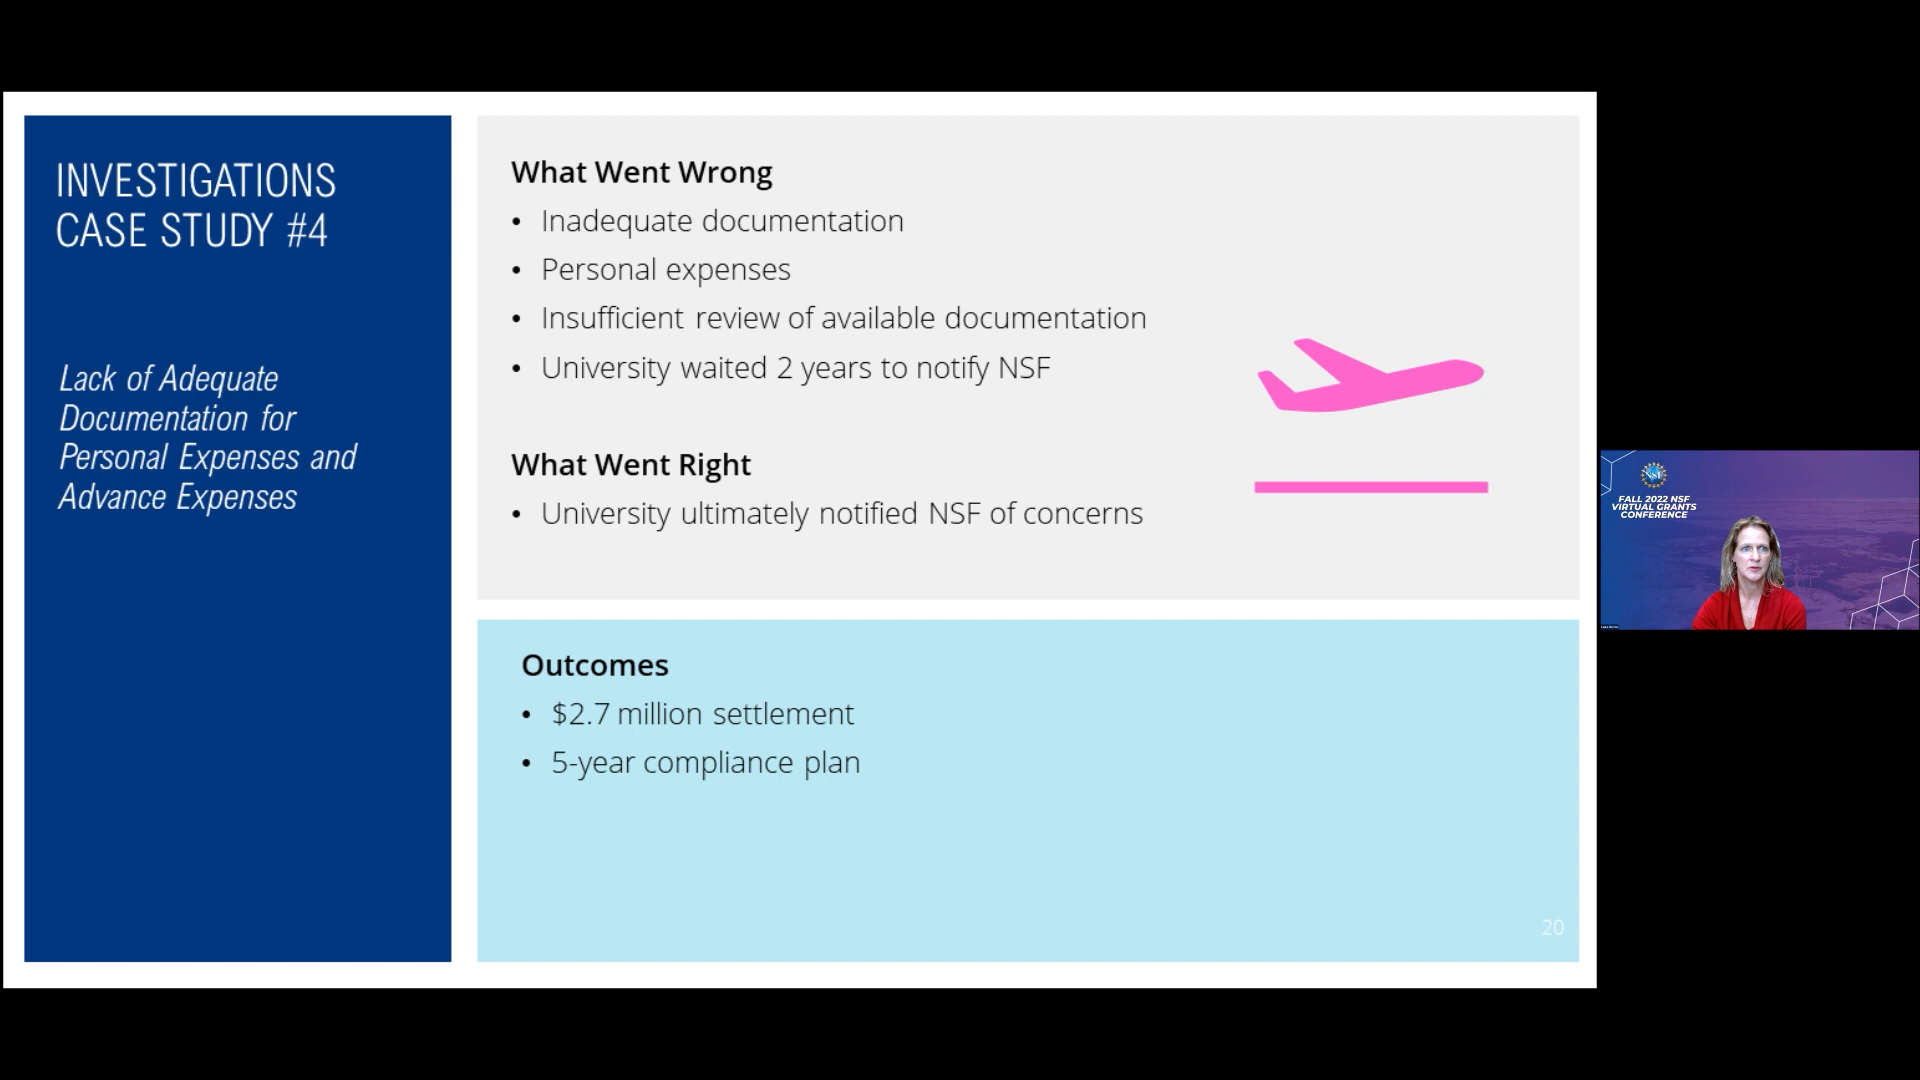 INVESTIGATIONS
CASE STUDY #4
Lack of Adequate
Documentation for
Personal Expenses and
Advance Expenses
What Went Wrong
• Inadequate documentation
• Personal expenses
• Insufficient review of available documentation
• University waited 2 years to notify NSF
What Went Right
• University ultimately notified NSF of concerns
Outcomes
• $2.7 million settlement
• 5-year compliance plan
20
NSF
FALL 2022 NSF
VIRTUAL GRANTS
CONFERENCE